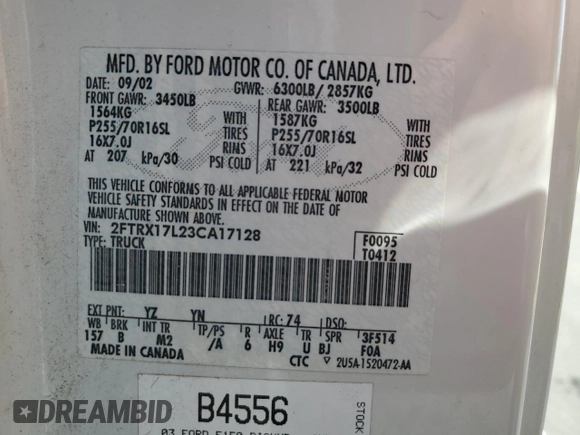 MFD. BY FORD MOTOR CO. OF CANADA, LTD.
DATE: 09/02 GVWR: 6300LB/ 2857KG
FRONT GAWR: 3450LB REAR GAWR: 3500LB
1564KG WITH 1587KG WITH
P255/70R16SL TIRES P255/70R16SL TIRES
16X7.0J RIMS 16X7.0J RIMS
AT 207 kPa/30 PSI COLD AT 221 kPa/32 PSI COLD
THIS VEHICLE CONFORMS TO ALL APPLICABLE FEDERAL MOTOR
VEHICLE SAFETY STANDARDS IN EFFECT ON THE DATE OF
MANUFACTURE SHOWN ABOVE.
VIN: 2FTRX17L23CA17128 F0095
TYPE: TRUCK T0412
EXT PNT: YZ YN RC: 74 DSO:
WB BRK INT TR TP/PS R AXLE TR SPR 3F514
157 B M2 /A 6 H9 U BJ F0A
MADE IN CANADA CTC ▽ 2U5A-1520472-AA
B4556
STOCK
03 FORD F150
DREAMBID